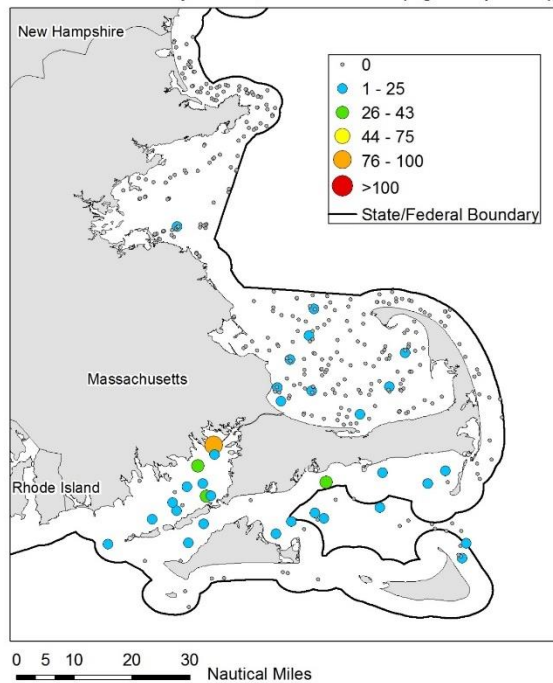 New Hampshire
0
1 - 25
26 - 43
44 - 75
76 - 100
>100
State/Federal Boundary
Massachusetts
Rhode Island
0 5 10 20 30
Nautical Miles